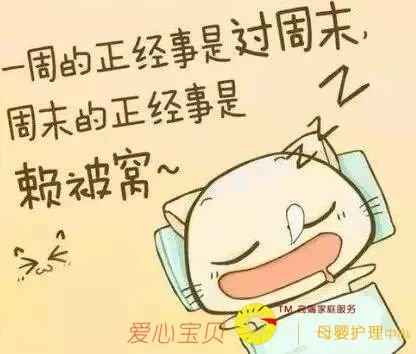 一周的正经事是过周末,
周末的正经事是
赖被窝~
zzz
爱心宝贝
TM 高端家庭服务
母婴护理中心